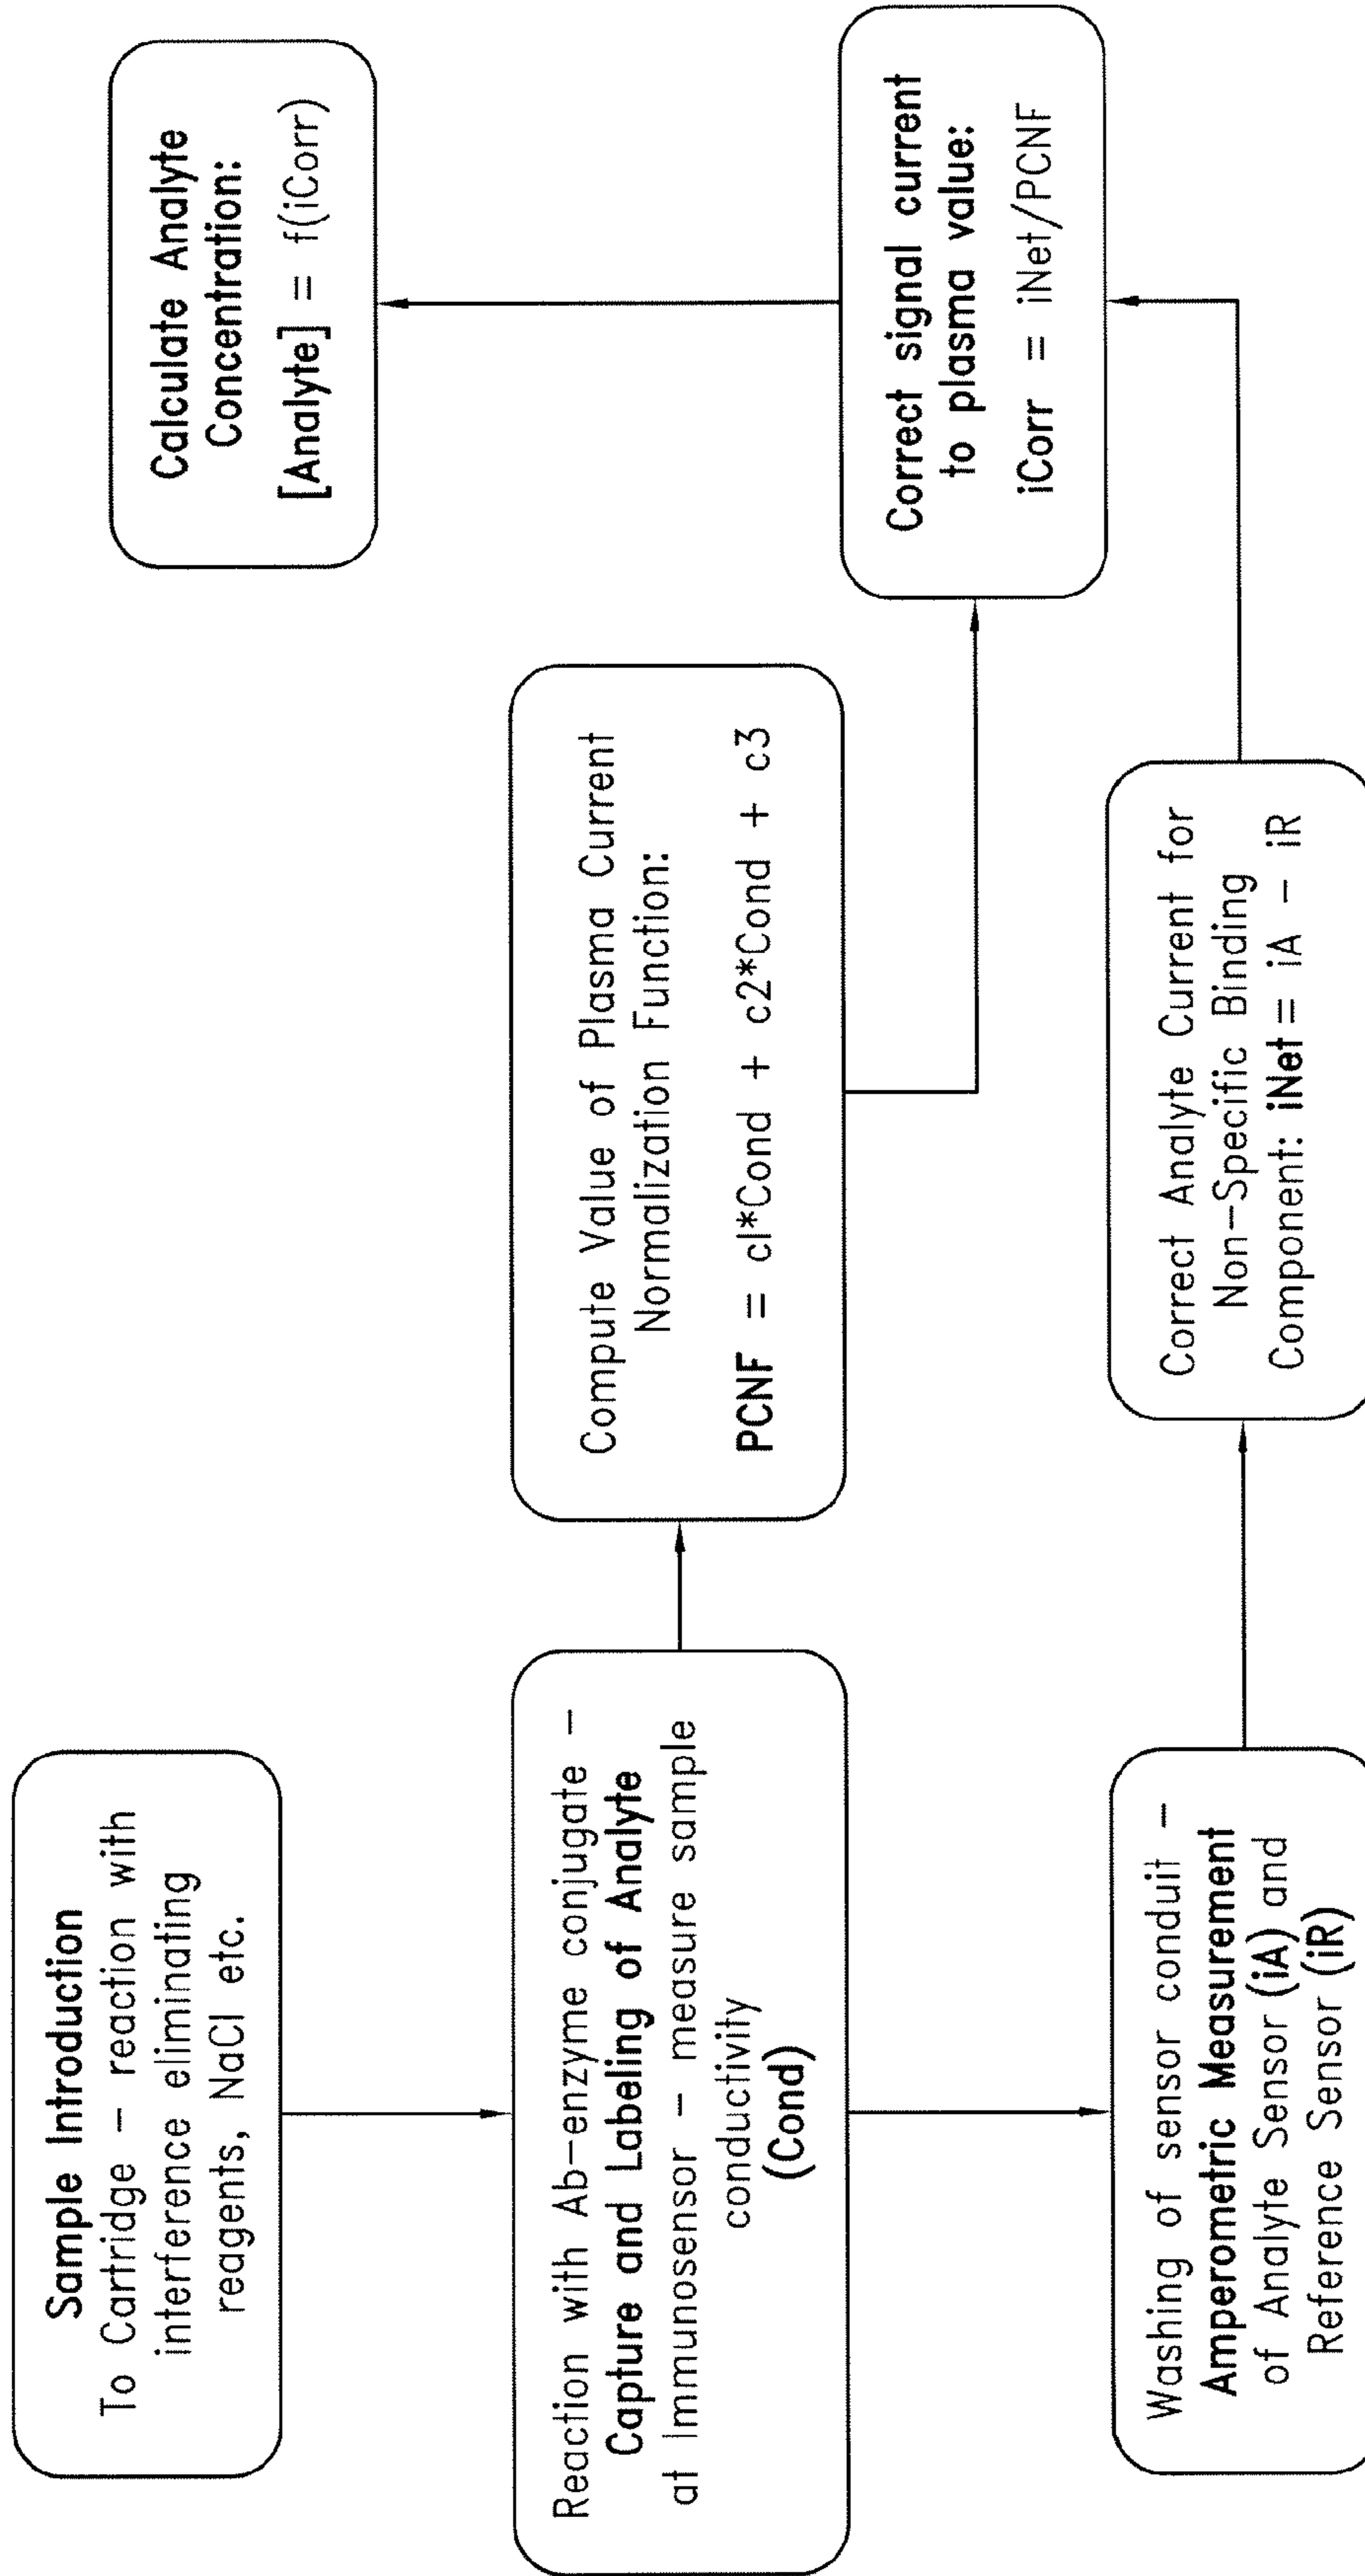 Sample Introduction
To Cartridge – reaction with
interference eliminating
reagents, NaCl etc.
Reaction with Ab-enzyme conjugate –
Capture and Labeling of Analyte
at Immunosensor – measure sample
conductivity
(Cond)
Compute Value of Plasma Current
Normalization Function:
PCNF = cl*Cond + c2*Cond + c3
Washing of sensor conduit –
Amperometric Measurement
of Analyte Sensor (iA) and
Reference Sensor (iR)
Correct Analyte Current for
Non-Specific Binding
Component: iNet = iA – iR
Correct signal current
to plasma value:
iCorr = iNet/PCNF
Calculate Analyte
Concentration:
[Analyte] = f(iCorr)